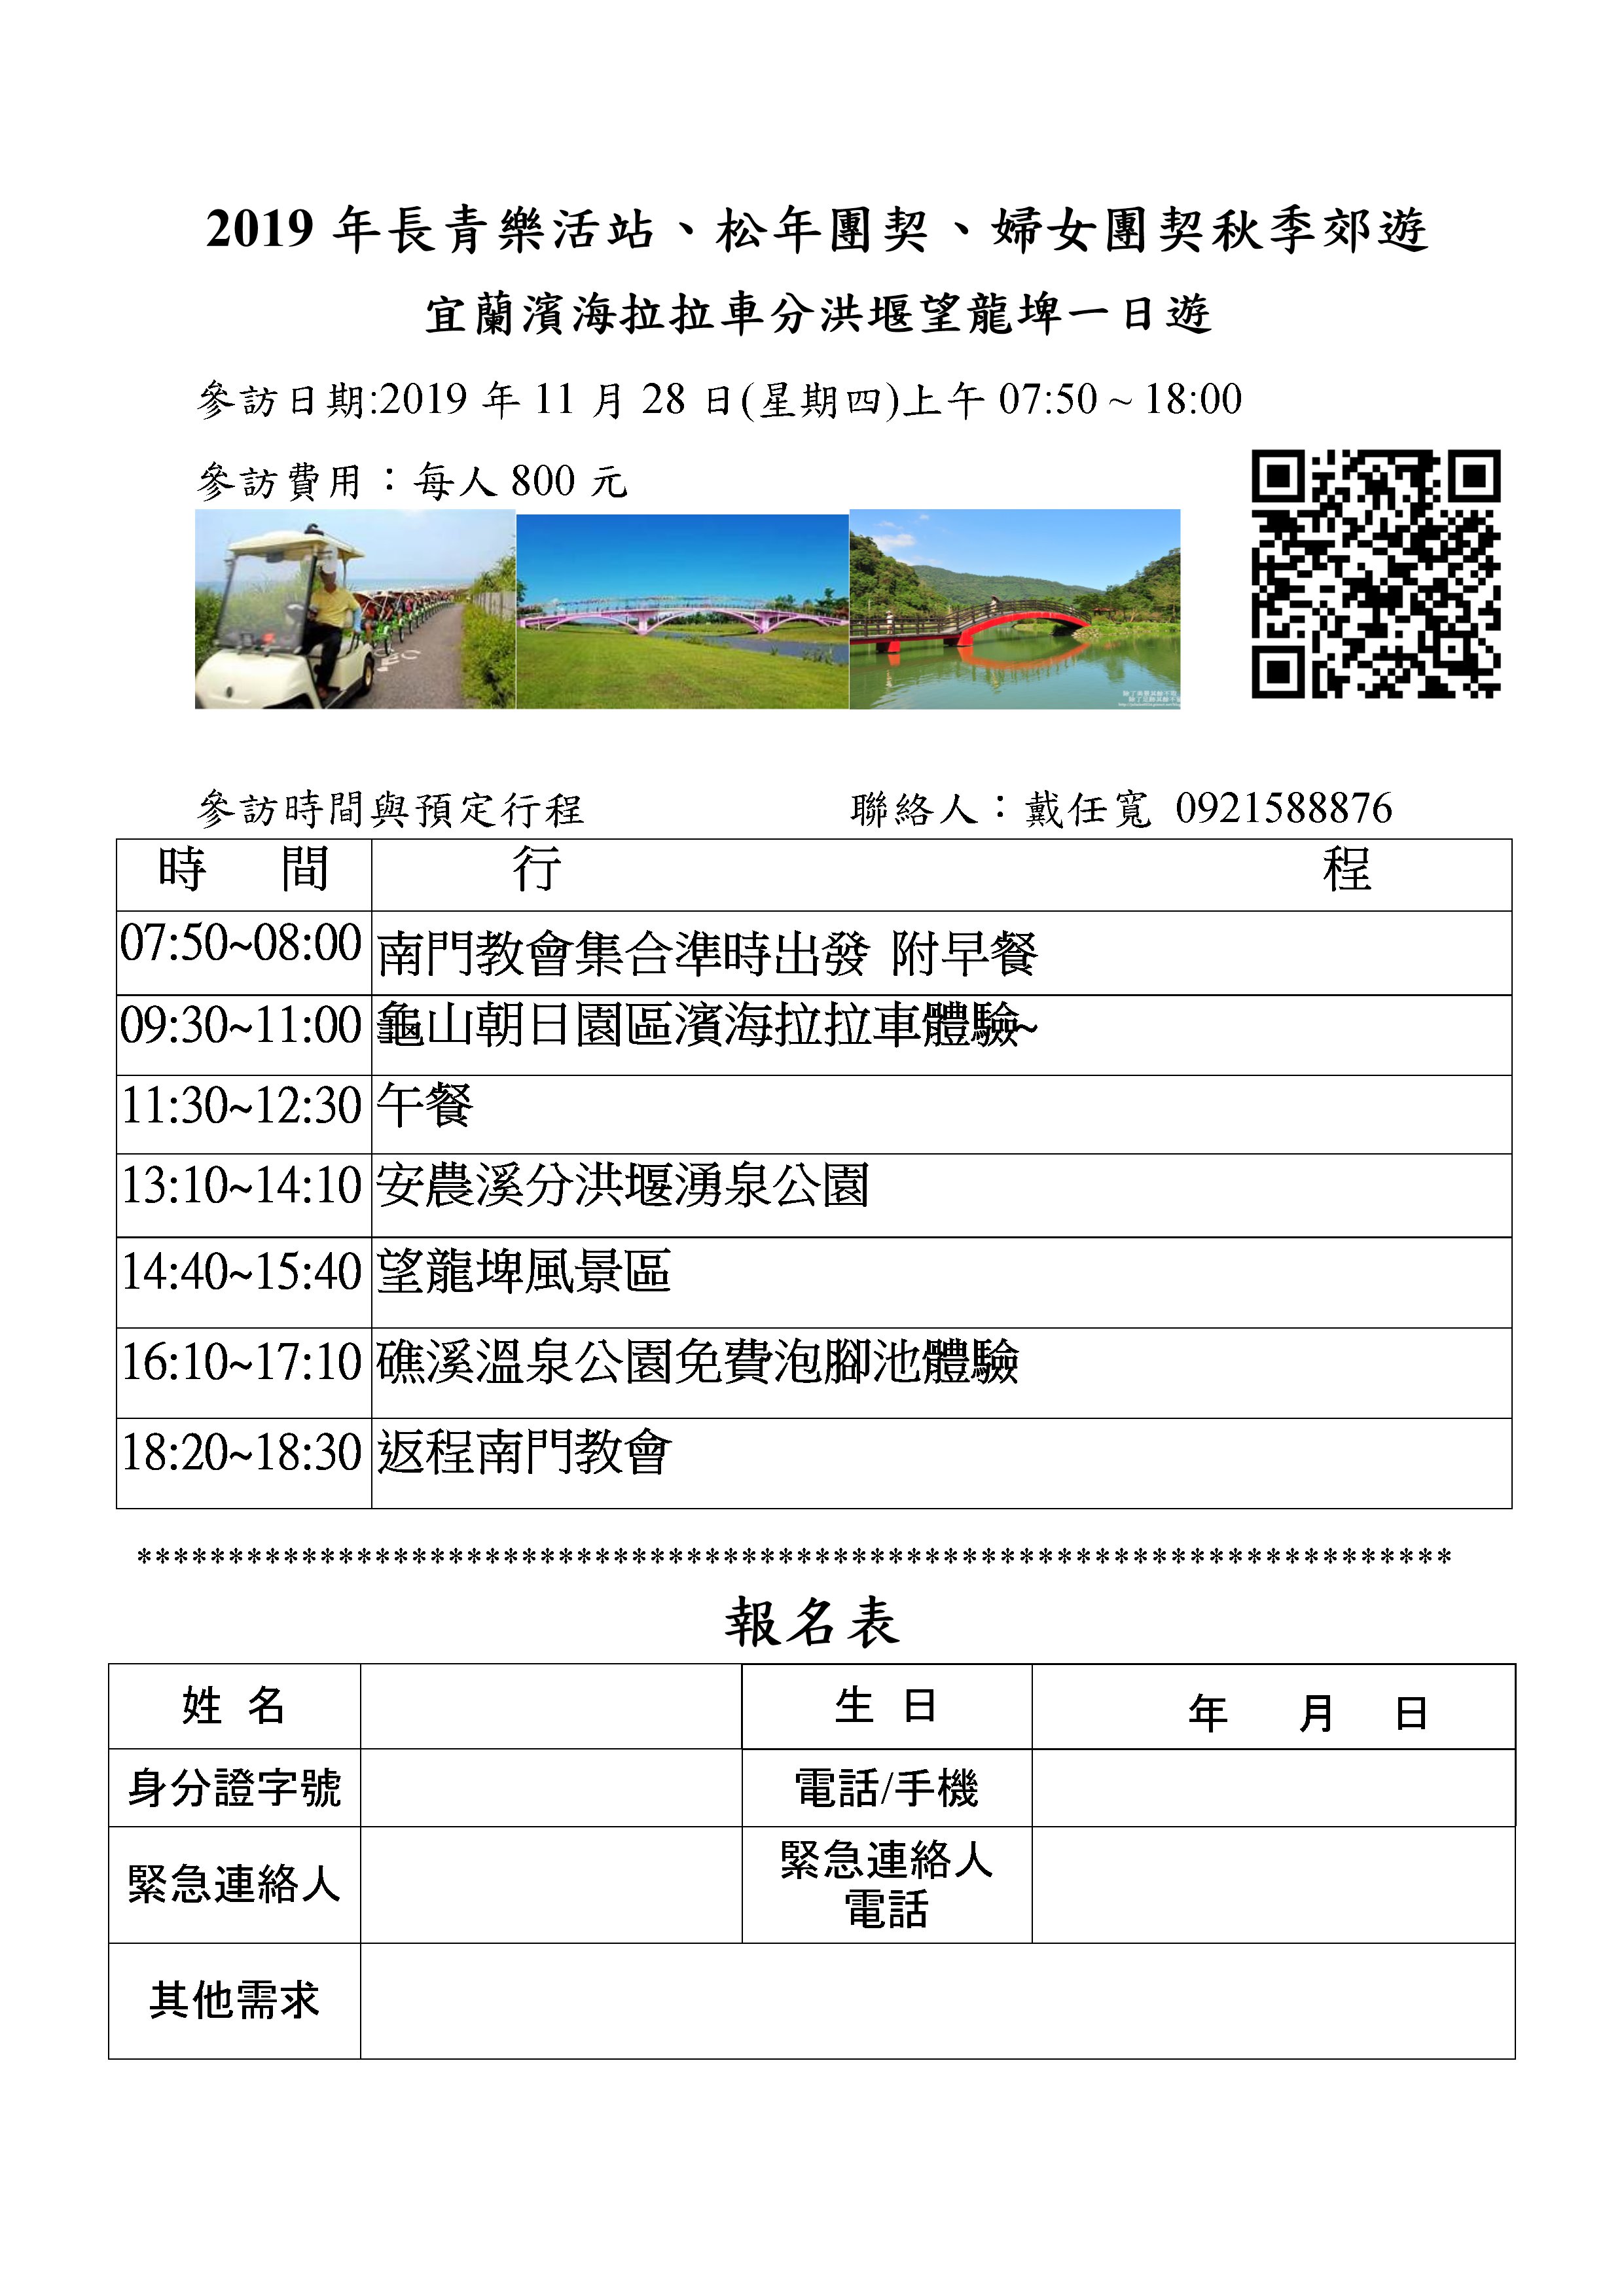 2019 年長青樂活站、松年團契、婦女團契秋季郊遊
宜蘭濱海拉拉車分洪堰望龍埤一日遊
參訪日期:2019 年 11 月 28 日(星期四)上午 07:50 ~ 18:00
參訪費用：每人 800 元
參訪時間與預定行程 聯絡人：戴任寬 0921588876
時 間 行 程
07:50~08:00 南門教會集合準時出發 附早餐
09:30~11:00 龜山朝日園區濱海拉拉車體驗~
11:30~12:30 午餐
13:10~14:10 安農溪分洪堰湧泉公園
14:40~15:40 望龍埤風景區
16:10~17:10 礁溪溫泉公園免費泡腳池體驗
18:20~18:30 返程南門教會
************************************************************************
報名表
姓 名 生 日 年 月 日
身分證字號 電話/手機
緊急連絡人 緊急連絡人
電話
其他需求